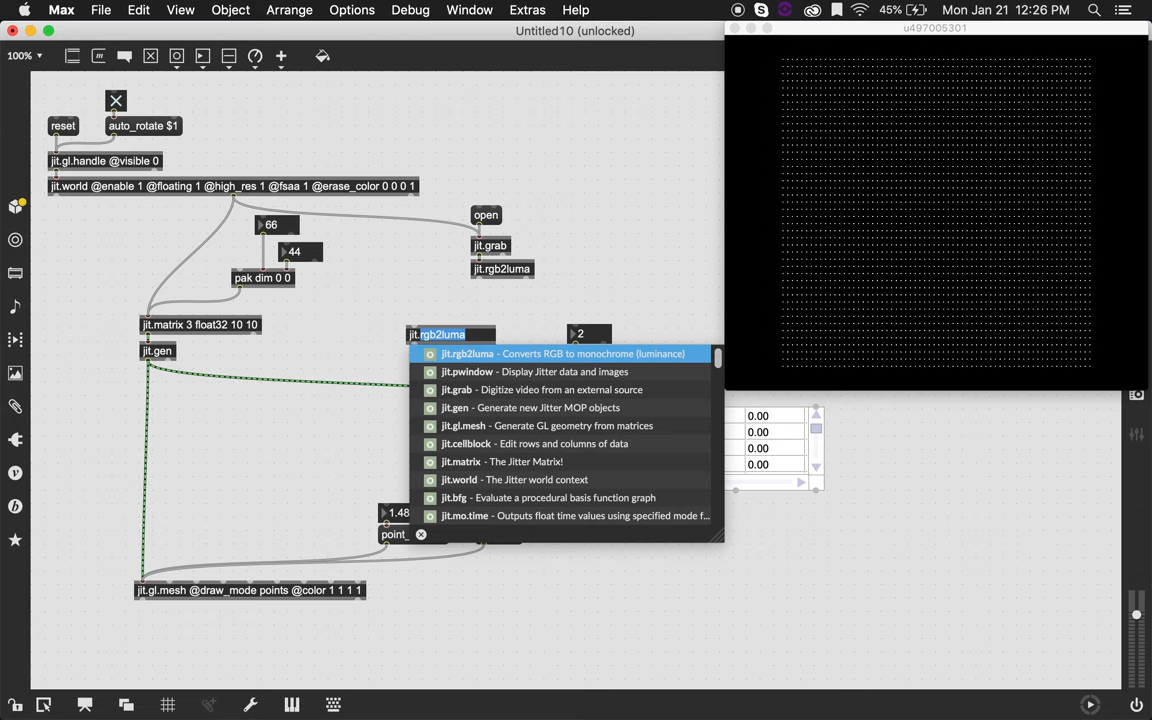 Max File Edit View Object Arrange Options Debug Window Extras Help
45%
Mon Jan 21 12:26 PM
Untitled10 (unlocked)
u497005301
100%
m
reset
auto_rotate $1
jit.gl.handle @visible 0
jit.world @enable 1 @floating 1 @high_res 1 @fsaa 1 @erase_color 0 0 0 1
66
44
pak dim 0 0
open
jit.grab
jit.rgb2luma
jit.matrix 3 float32 10 10
jit.gen
jit.rgb2luma
2
jit.rgb2luma - Converts RGB to monochrome (luminance)
jit.pwindow - Display Jitter data and images
jit.grab - Digitize video from an external source
jit.gen - Generate new Jitter MOP objects
jit.gl.mesh - Generate GL geometry from matrices
jit.cellblock - Edit rows and columns of data
jit.matrix - The Jitter Matrix!
jit.world - The Jitter world context
jit.bfg - Evaluate a procedural basis function graph
jit.mo.time - Outputs float time values using specified mode f...
0.00
0.00
0.00
0.00
1.48
point_
jit.gl.mesh @draw_mode points @color 1 1 1 1